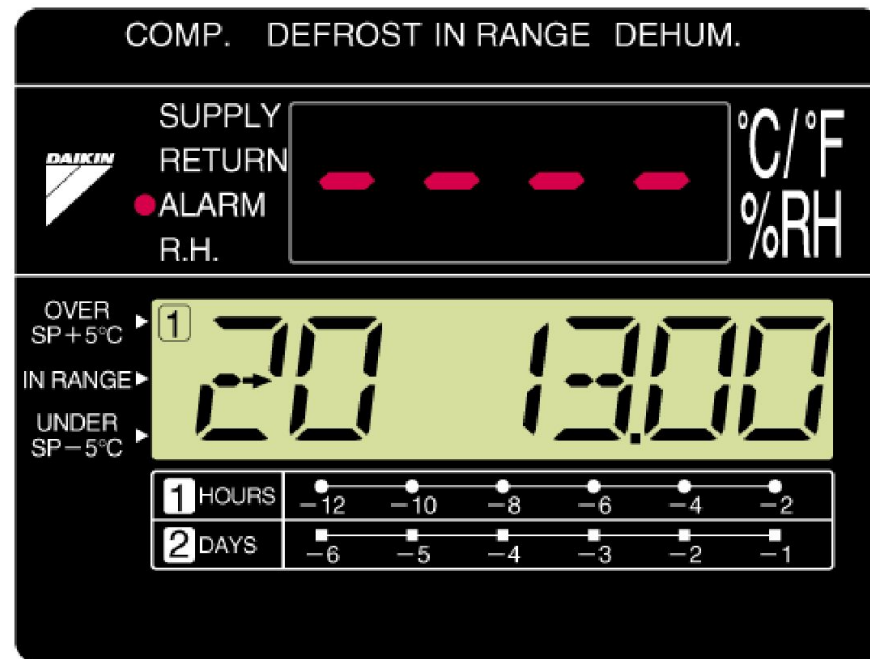 COMP. DEFROST IN RANGE DEHUM.
DAIKIN
SUPPLY
RETURN
ALARM
R.H.
- - - -
°C/°F
%RH
OVER
SP+5°C
IN RANGE
UNDER
SP-5°C
1 20 13.00
1 HOURS -12 -10 -8 -6 -4 -2
2 DAYS -6 -5 -4 -3 -2 -1